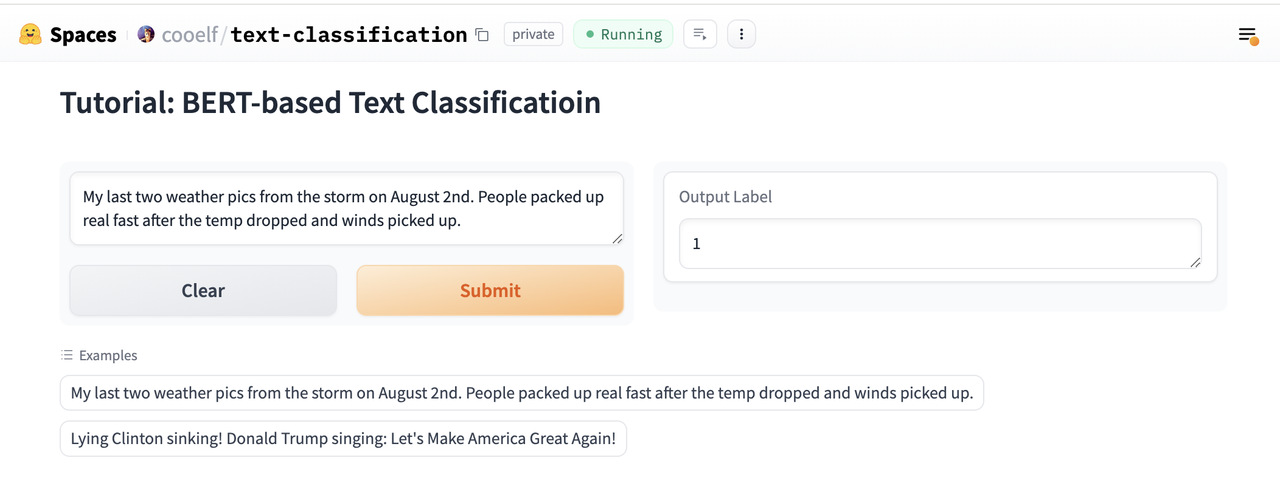 Spaces cooelf/text-classification private Running
Tutorial: BERT-based Text Classificatioin
My last two weather pics from the storm on August 2nd. People packed up
real fast after the temp dropped and winds picked up.
Clear
Submit
Output Label
1
Examples
My last two weather pics from the storm on August 2nd. People packed up real fast after the temp dropped and winds picked up.
Lying Clinton sinking! Donald Trump singing: Let's Make America Great Again!